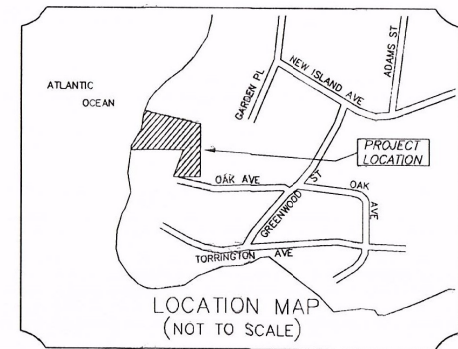 ATLANTIC
OCEAN
GARDEN PL
NEW ISLAND AVE
ADAMS ST
PROJECT
LOCATION
OAK AVE
GREENWOOD ST
OAK
AVE
TORRINGTON AVE
LOCATION MAP
(NOT TO SCALE)